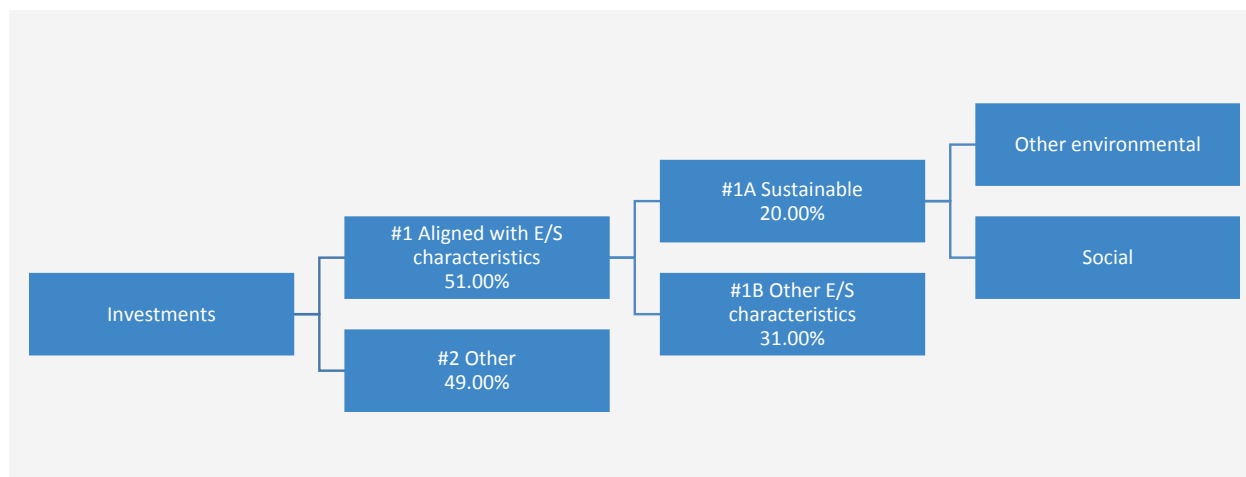 Investments
#1 Aligned with E/S
characteristics
51.00%
#2 Other
49.00%
#1A Sustainable
20.00%
#1B Other E/S
characteristics
31.00%
Other environmental
Social